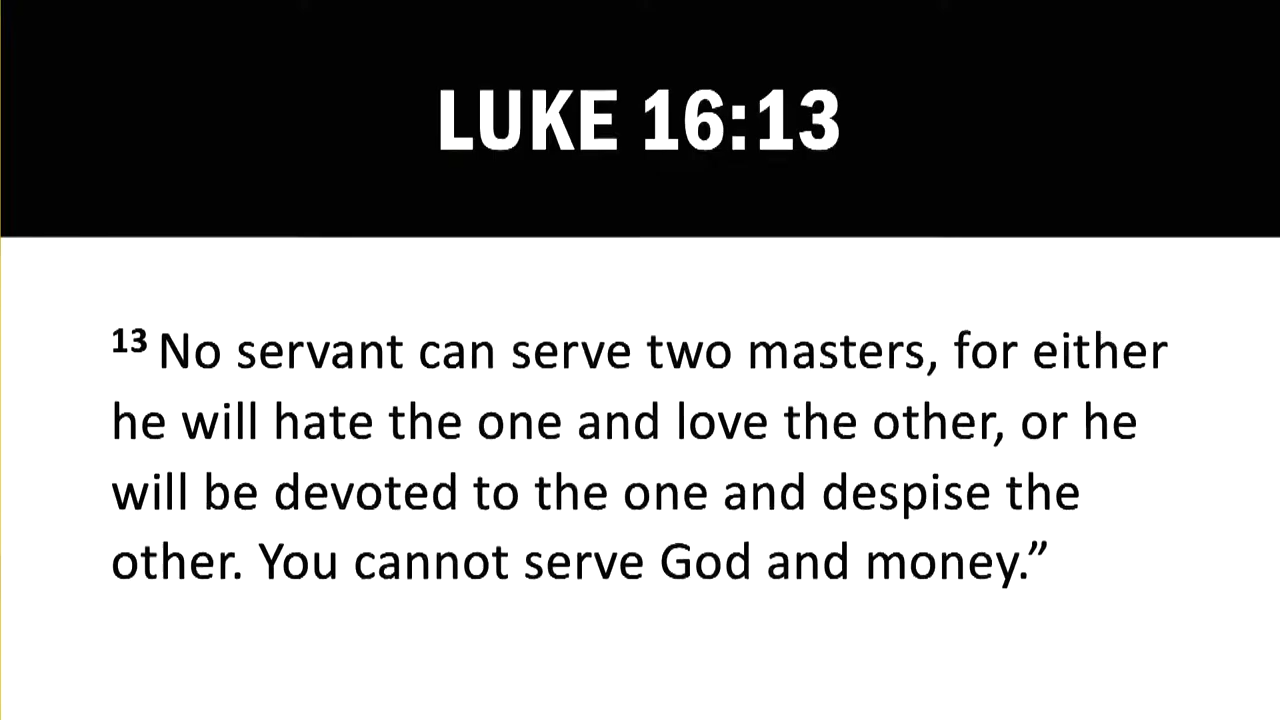 LUKE 16:13
13 No servant can serve two masters, for either
he will hate the one and love the other, or he
will be devoted to the one and despise the
other. You cannot serve God and money.”